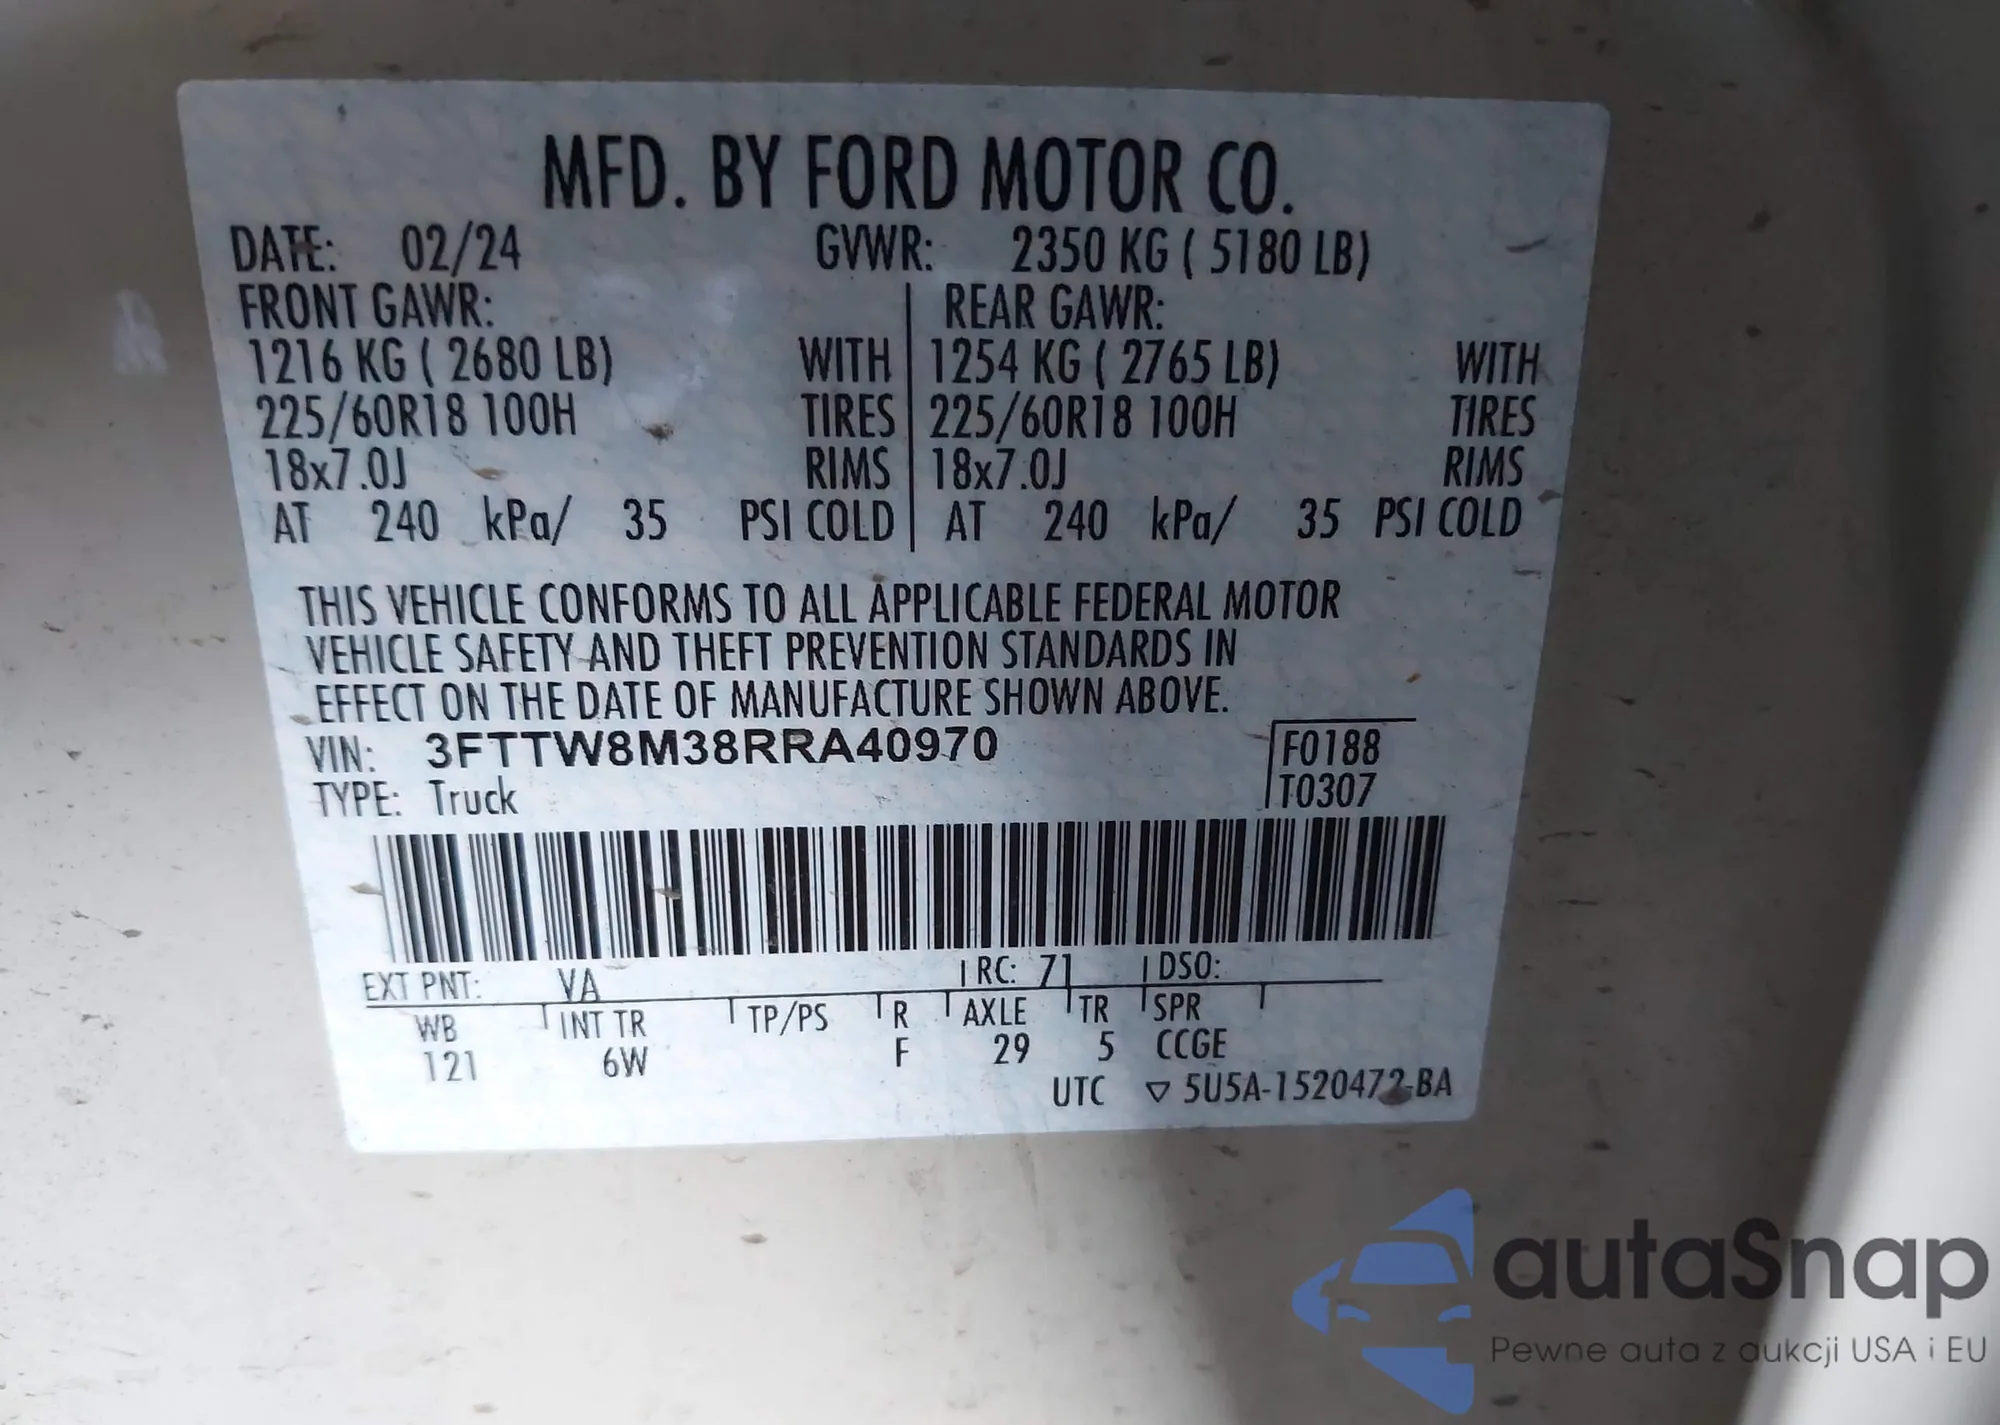 MFD. BY FORD MOTOR CO.
DATE: 02/24 GVWR: 2350 KG ( 5180 LB)
FRONT GAWR: REAR GAWR:
1216 KG ( 2680 LB) WITH 1254 KG ( 2765 LB) WITH
225/60R18 100H TIRES 225/60R18 100H TIRES
18x7.0J RIMS 18x7.0J RIMS
AT 240 kPa/ 35 PSI COLD AT 240 kPa/ 35 PSI COLD
THIS VEHICLE CONFORMS TO ALL APPLICABLE FEDERAL MOTOR
VEHICLE SAFETY AND THEFT PREVENTION STANDARDS IN
EFFECT ON THE DATE OF MANUFACTURE SHOWN ABOVE.
VIN: 3FTTW8M38RRA40970 F0188
TYPE: Truck T0307
EXT PNT: VA RC: 71 DSO:
WB INT TR TP/PS R AXLE TR SPR
121 6W F 29 5 CCGE
UTC ▽ 5U5A-1520472-BA
autaSnap
Pewne auta z aukcji USA i EU